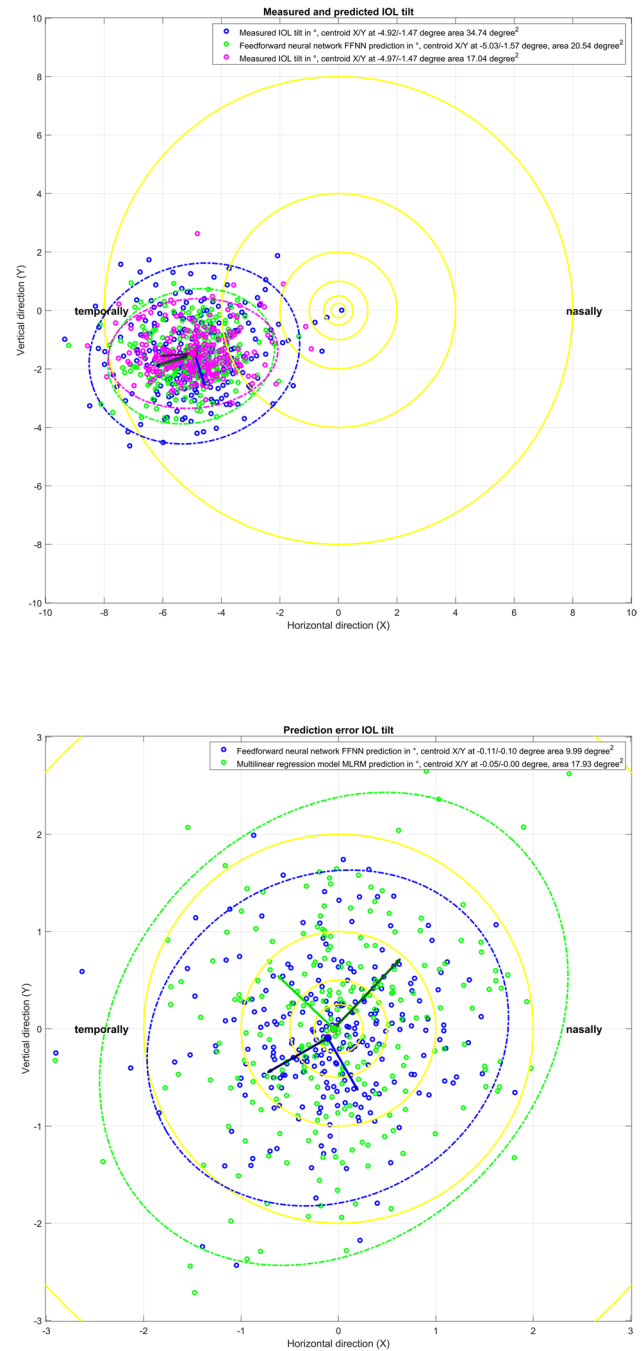 Measured and predicted IOL tilt
Measured IOL tilt in °, centroid X/Y at -4.92/-1.47 degree area 34.74 degree2
Feedforward neural network FFNN prediction in °, centroid X/Y at -5.03/-1.57 degree, area 20.54 degree2
Measured IOL tilt in °, centroid X/Y at -4.97/-1.47 degree area 17.04 degree2
10
8
6
4
2
0
-2
-4
-6
-8
-10
Vertical direction (Y)
temporally
nasally
-10 -8 -6 -4 -2 0 2 4 6 8 10
Horizontal direction (X)
Prediction error IOL tilt
Feedforward neural network FFNN prediction in °, centroid X/Y at -0.11/-0.10 degree area 9.99 degree2
Multilinear regression model MLRM prediction in °, centroid X/Y at -0.05/-0.00 degree, area 17.93 degree2
3
2
1
0
-1
-2
-3
Vertical direction (Y)
temporally
nasally
-3 -2 -1 0 1 2 3
Horizontal direction (X)